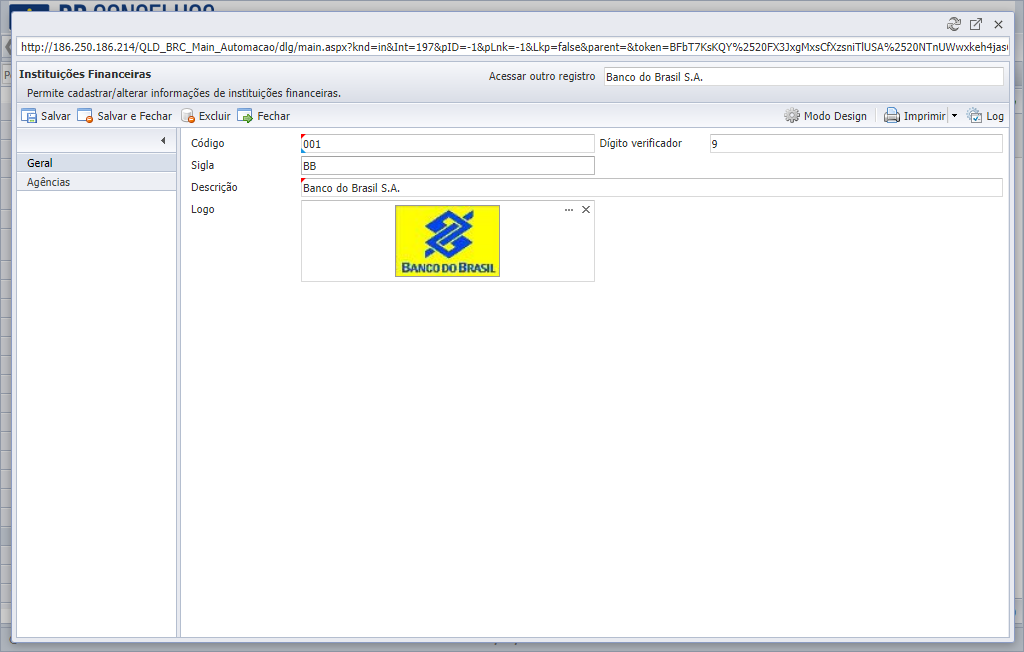 BR CONSELHOS
http://186.250.186.214/QLD_BRC_Main_Automacao/dlg/main.aspx?knd=in&Int=197&pID=-1&pLnk=-1&Lkp=false&parent=&token=BFbT7KsKQY%2520FX3JxgMxsCfXzsniTlUSA%2520NTnUWwxkeh4jasu
Instituições Financeiras
Acessar outro registro
Banco do Brasil S.A.
Permite cadastrar/alterar informações de instituições financeiras.
Salvar Salvar e Fechar Excluir Fechar Modo Design Imprimir Log
Geral
Agências
Código 001 Dígito verificador 9
Sigla BB
Descrição Banco do Brasil S.A.
Logo
BANCO DO BRASIL